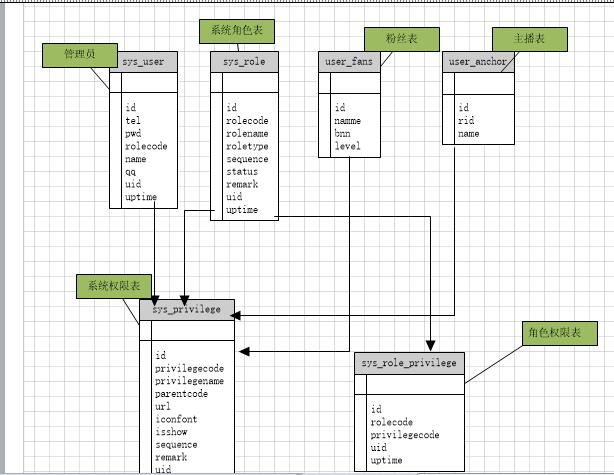 系统角色表
粉丝表
主播表
管理员
sys_user
id
tel
pwd
rolecode
name
qq
uid
uptime
sys_role
id
rolecode
rolename
roletype
sequence
status
remark
uid
uptime
user_fans
id
namme
bnn
level
user_anchor
id
rid
name
系统权限表
sys_privilege
id
privilegecode
privilegename
parentcode
url
iconfont
isshow
sequence
remark
uid
角色权限表
sys_role_privilege
id
rolecode
privilegecode
uid
uptime